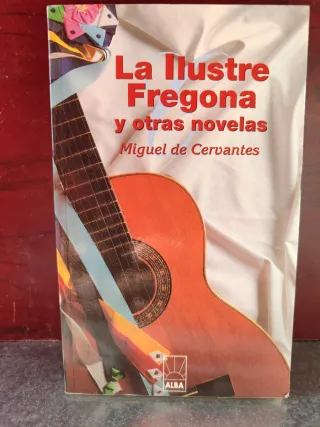 La Ilustre
Fregona
y otras novelas
Miguel de Cervantes
ALBA